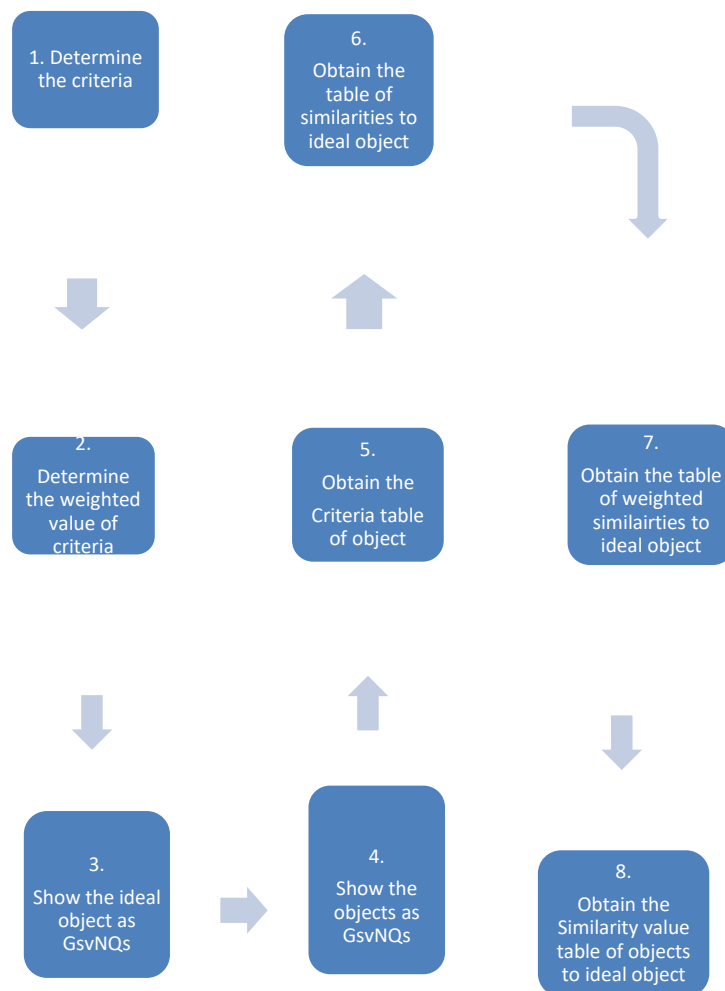 1. Determine
the criteria
2.
Determine
the weighted
value of
criteria
3.
Show the ideal
object as
GsvNQs
4.
Show the
objects as
GsvNQs
5.
Obtain the
Criteria table
of object
6.
Obtain the
table of
similarities to
ideal object
7.
Obtain the table
of weighted
similairties to
ideal object
8.
Obtain the
Similarity value
table of objects
to ideal object